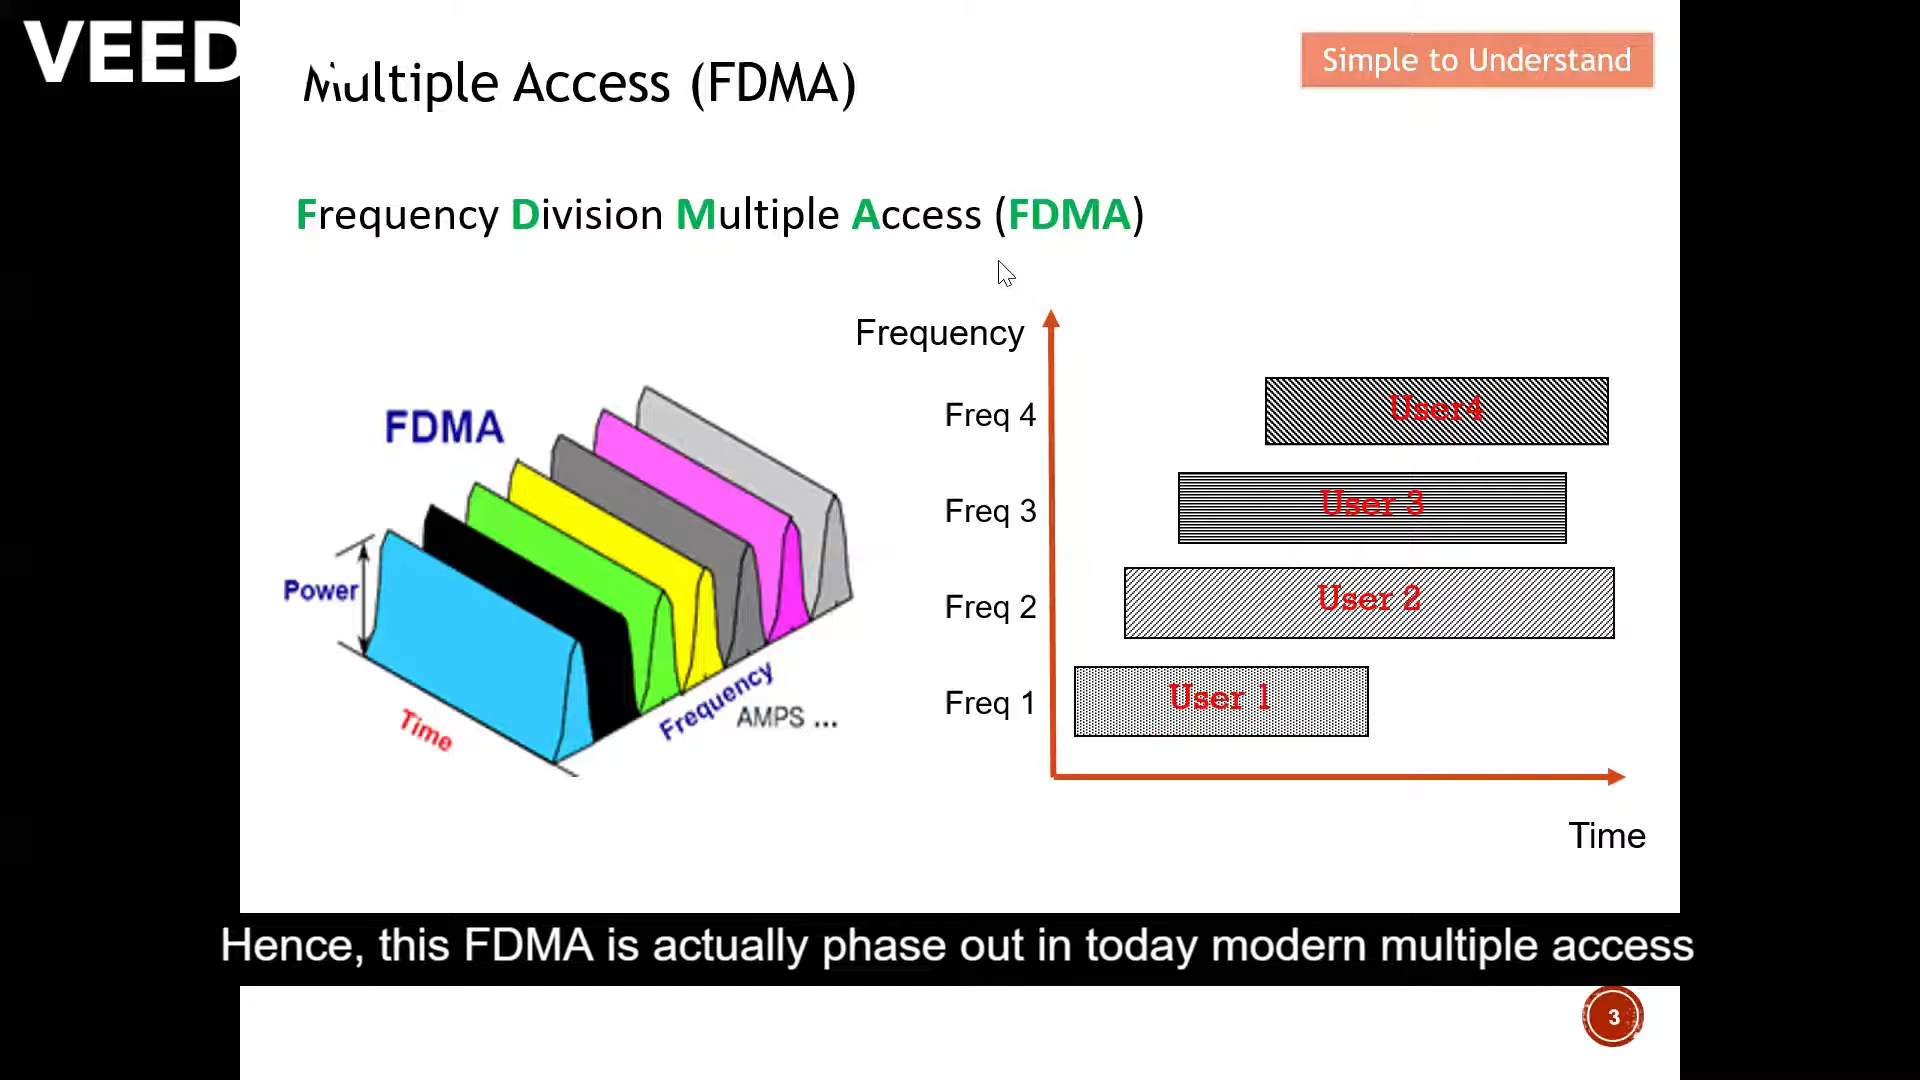 VEED
Multiple Access (FDMA)
Simple to Understand
Frequency Division Multiple Access (FDMA)
FDMA
Power
Time
Frequency
AMPS ...
Frequency
Freq 4
User4
Freq 3
User 3
Freq 2
User 2
Freq 1
User 1
Time
Hence, this FDMA is actually phase out in today modern multiple access
3